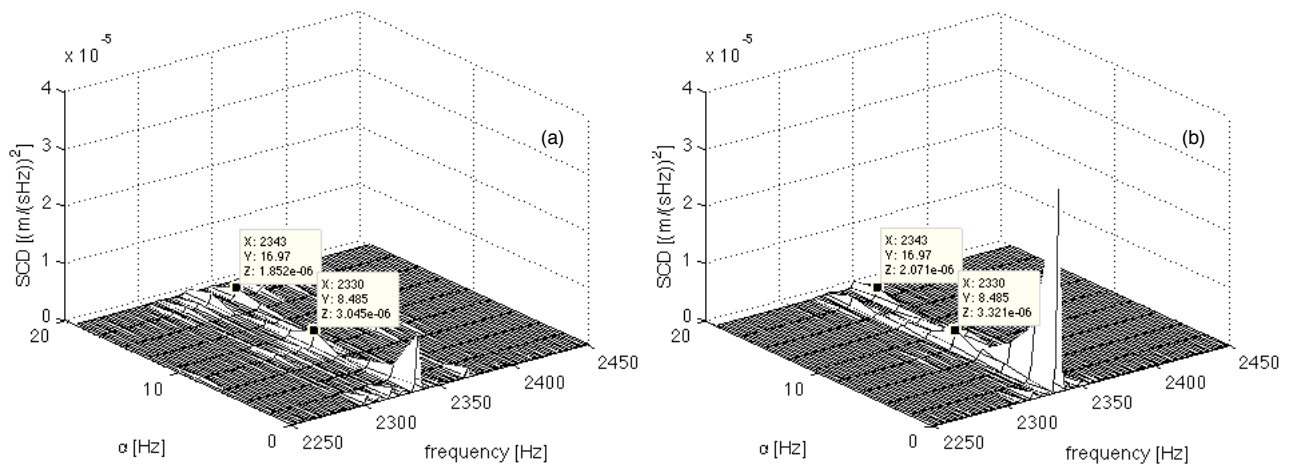 x 10^-5
4
3
2
1
0
SCD [(m/(sHz))^2]
20
10
0
α [Hz]
2250
2300
2350
2400
2450
frequency [Hz]
(a)
X: 2343
Y: 16.97
Z: 1.852e-06
X: 2330
Y: 8.485
Z: 3.045e-06
x 10^-5
4
3
2
1
0
SCD [(m/(sHz))^2]
20
10
0
α [Hz]
2250
2300
2350
2400
2450
frequency [Hz]
(b)
X: 2343
Y: 16.97
Z: 2.071e-06
X: 2330
Y: 8.485
Z: 3.321e-06